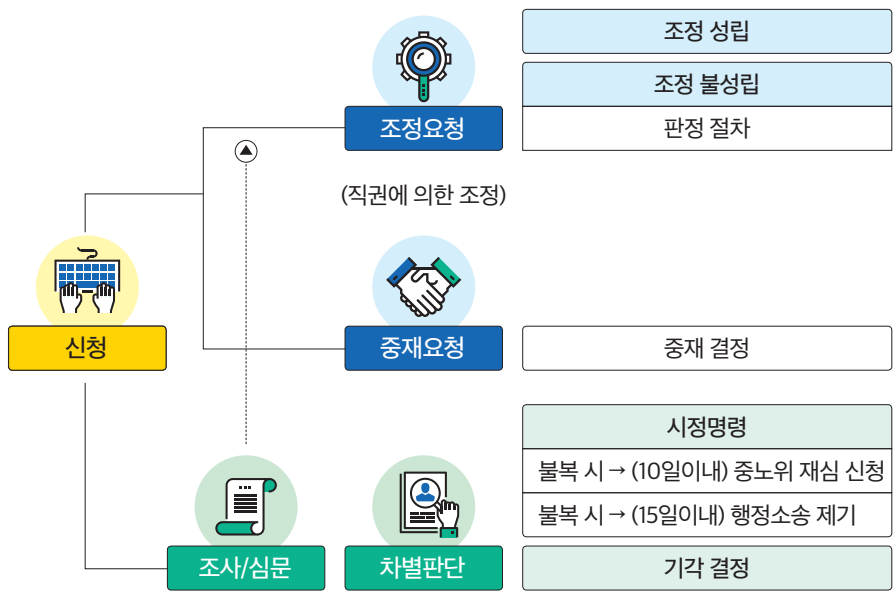 조정 성립
조정 불성립
조정요청
판정 절차
(직권에 의한 조정)
신청
중재요청
중재 결정
시정명령
불복 시 → (10일이내) 중노위 재심 신청
불복 시 → (15일이내) 행정소송 제기
조사/심문
차별판단
기각 결정